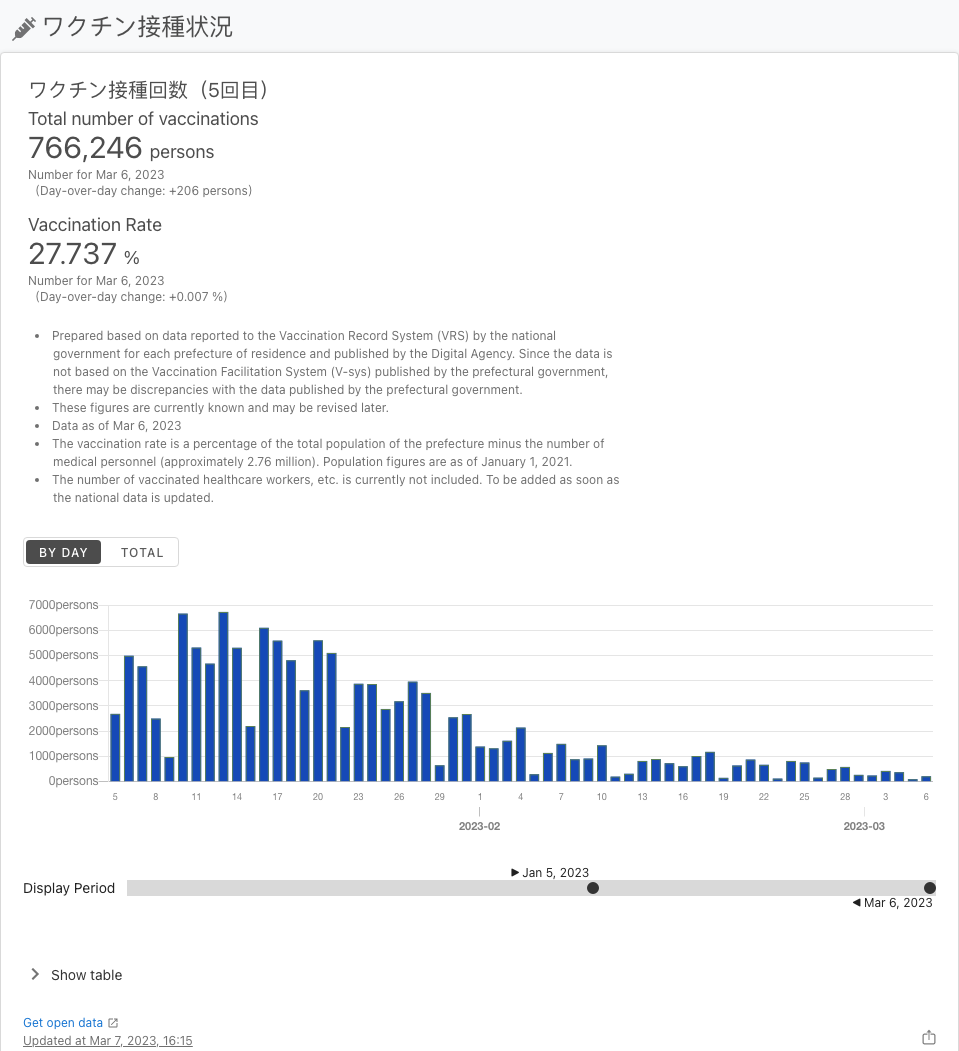 ワクチン接種状況
ワクチン接種回数（5回目）
Total number of vaccinations
766,246 persons
Number for Mar 6, 2023
(Day-over-day change: +206 persons)
Vaccination Rate
27.737 %
Number for Mar 6, 2023
(Day-over-day change: +0.007 %)
• Prepared based on data reported to the Vaccination Record System (VRS) by the national
government for each prefecture of residence and published by the Digital Agency. Since the data is
not based on the Vaccination Facilitation System (V-sys) published by the prefectural government,
there may be discrepancies with the data published by the prefectural government.
• These figures are currently known and may be revised later.
• Data as of Mar 6, 2023
• The vaccination rate is a percentage of the total population of the prefecture minus the number of
medical personnel (approximately 2.76 million). Population figures are as of January 1, 2021.
• The number of vaccinated healthcare workers, etc. is currently not included. To be added as soon as
the national data is updated.
BY DAY TOTAL
7000persons
6000persons
5000persons
4000persons
3000persons
2000persons
1000persons
0persons
5 8 11 14 17 20 23 26 29 1 4 7 10 13 16 19 22 25 28 3 6
2023-02 2023-03
Jan 5, 2023
Display Period
Mar 6, 2023
Show table
Get open data
Updated at Mar 7, 2023, 16:15